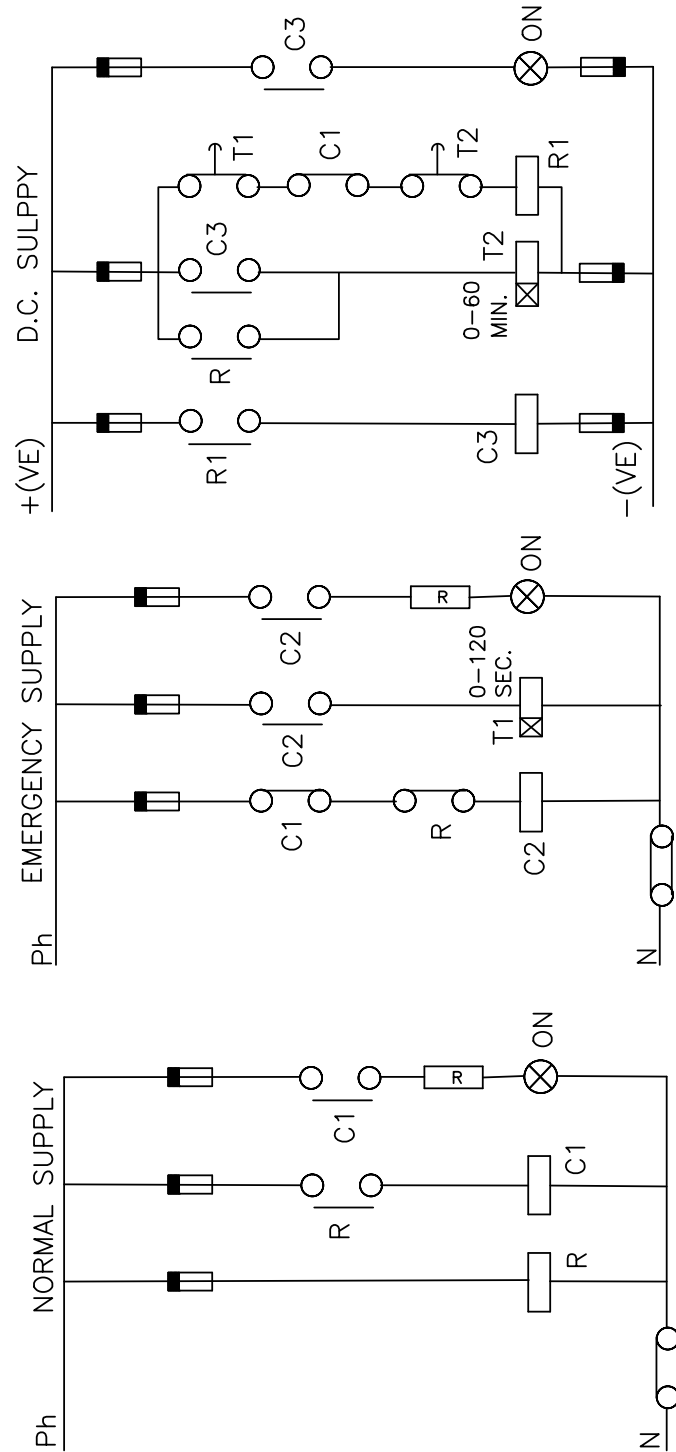 NORMAL SUPPLY
Ph
R
C1
R
R
C1
ON
N
EMERGENCY SUPPLY
Ph
C1
C2
C2
R
R
T1
0-120
SEC.
C2
ON
N
D.C. SULPPY
+(VE)
R1
R
C3
T1
C1
T2
C3
0-60
MIN.
T2
C3
R1
ON
-(VE)